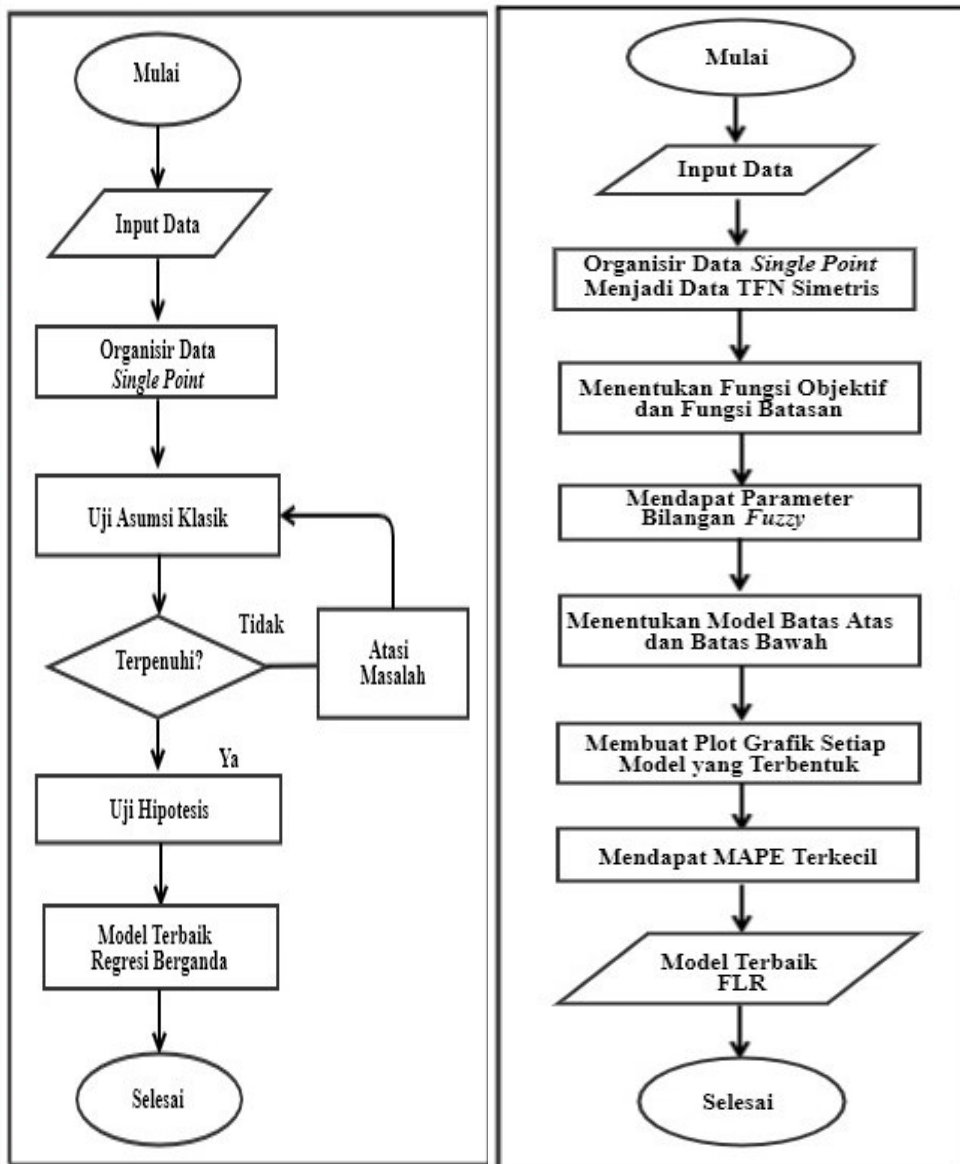 Mulai
Input Data
Organisir Data
Single Point
Uji Asumsi Klasik
Terpenuhi?
Tidak
Atasi
Masalah
Ya
Uji Hipotesis
Model Terbaik
Regresi Berganda
Selesai
Mulai
Input Data
Organisir Data Single Point
Menjadi Data TFN Simetris
Menentukan Fungsi Objektif
dan Fungsi Batasan
Mendapat Parameter
Bilangan Fuzzy
Menentukan Model Batas Atas
dan Batas Bawah
Membuat Plot Grafik Setiap
Model yang Terbentuk
Mendapat MAPE Terkecil
Model Terbaik
FLR
Selesai